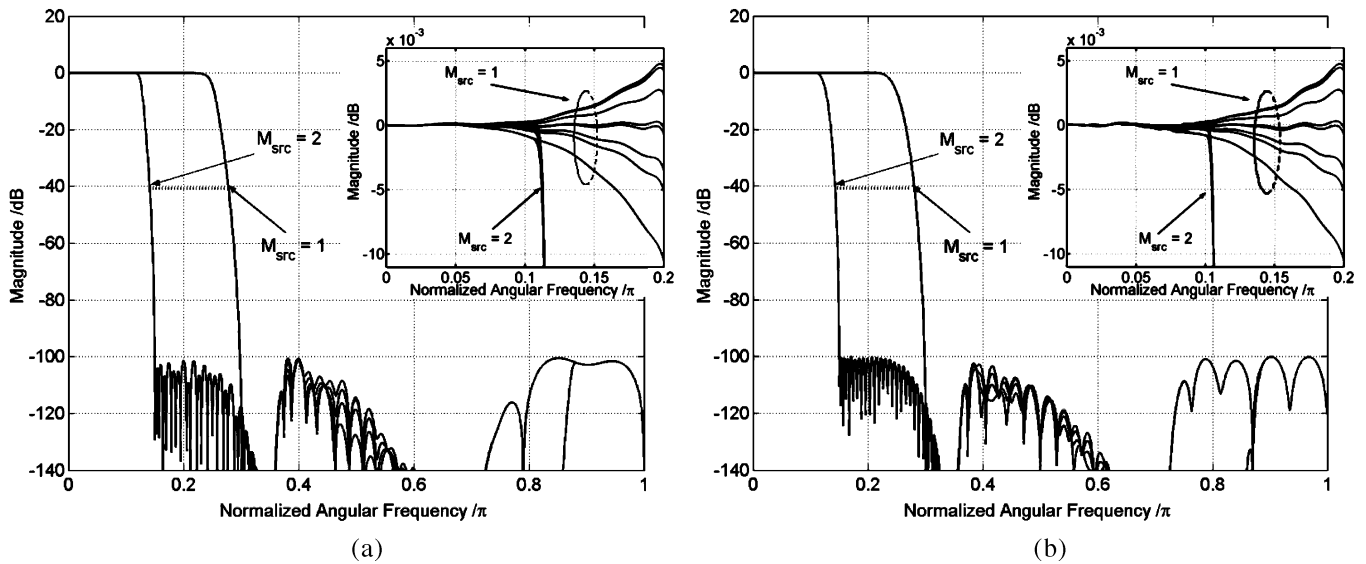 20
0
-20
-40
-60
-80
-100
-120
-140
Magnitude /dB
0
0.2
0.4
0.6
0.8
1
Normalized Angular Frequency /π
M_src = 2
M_src = 1
x 10^-3
5
0
-5
-10
Magnitude /dB
0
0.05
0.1
0.15
0.2
Normalized Angular Frequency /π
M_src = 1
M_src = 2
(a)
20
0
-20
-40
-60
-80
-100
-120
-140
Magnitude /dB
0
0.2
0.4
0.6
0.8
1
Normalized Angular Frequency /π
M_src = 2
M_src = 1
x 10^-3
5
0
-5
-10
Magnitude /dB
0
0.05
0.1
0.15
0.2
Normalized Angular Frequency /π
M_src = 1
M_src = 2
(b)